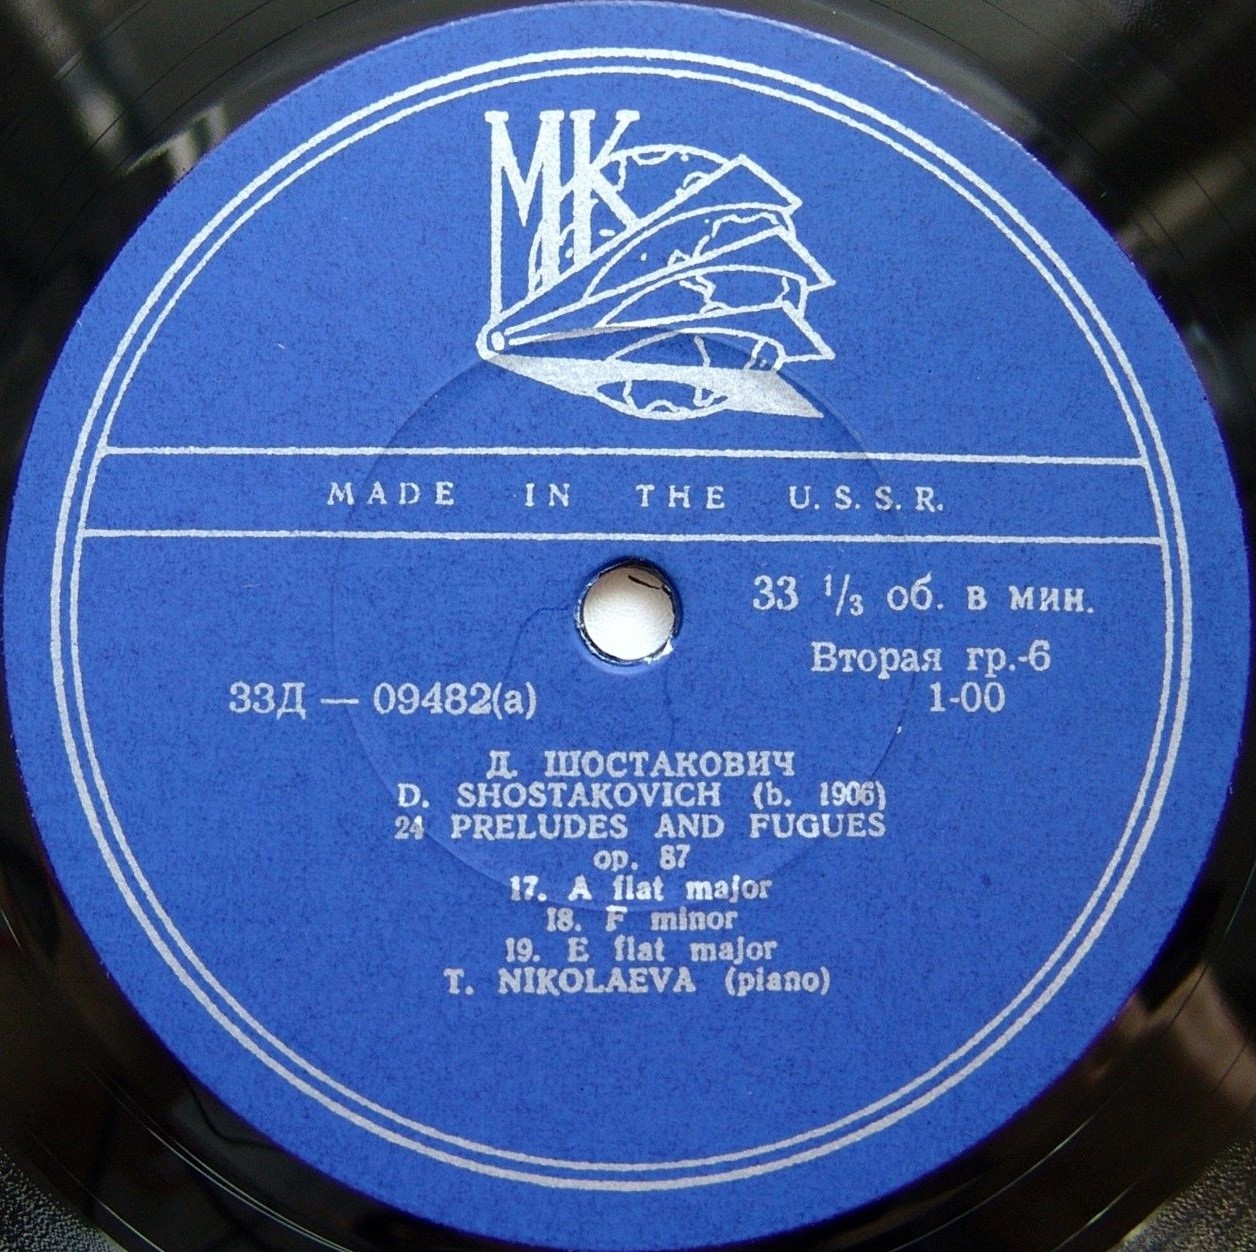 МК
MADE IN THE U.S.S.R.
33 1/3 об. в мин.
Вторая гр.-6
1-00
33Д — 09482(а)
Д. ШОСТАКОВИЧ
D. SHOSTAKOVICH (b. 1906)
24 PRELUDES AND FUGUES
op. 87
17. A flat major
18. F minor
19. E flat major
T. NIKOLAEVA (piano)